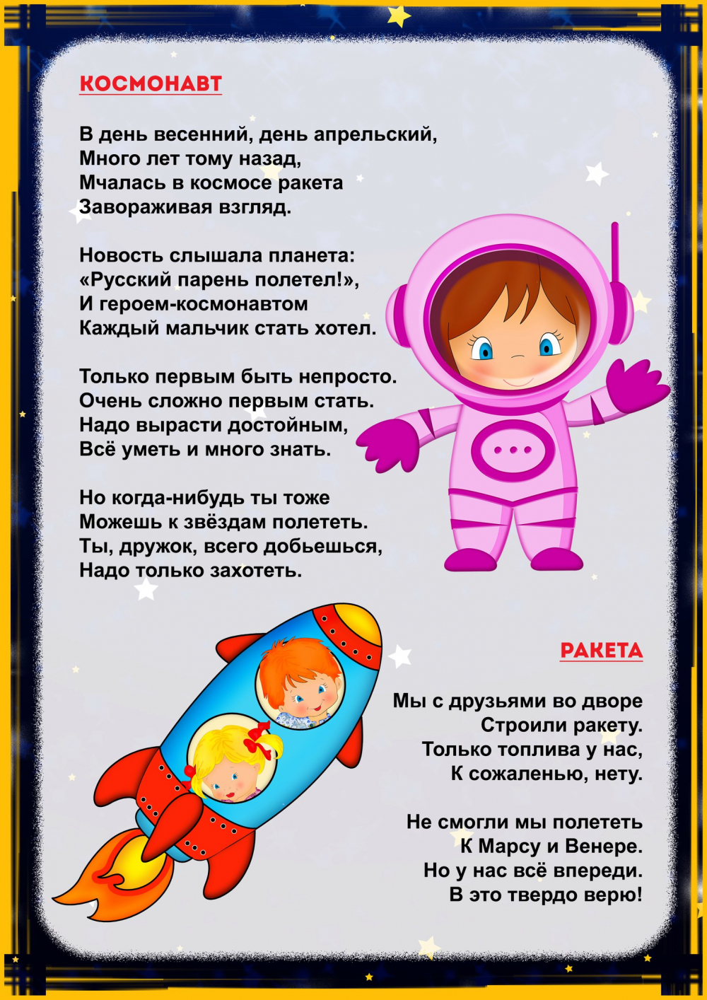 КОСМОНАВТ
В день весенний, день апрельский,
Много лет тому назад,
Мчалась в космосе ракета
Завораживая взгляд.
Новость слышала планета:
«Русский парень полетел!»,
И героем-космонавтом
Каждый мальчик стать хотел.
Только первым быть непросто.
Очень сложно первым стать.
Надо вырасти достойным,
Всё уметь и много знать.
Но когда-нибудь ты тоже
Можешь к звёздам полететь.
Ты, дружок, всего добьешься,
Надо только захотеть.
РАКЕТА
Мы с друзьями во дворе
Строили ракету.
Только топлива у нас,
К сожаленью, нету.
Не смогли мы полететь
К Марсу и Венере.
Но у нас всё впереди.
В это твердо верю!